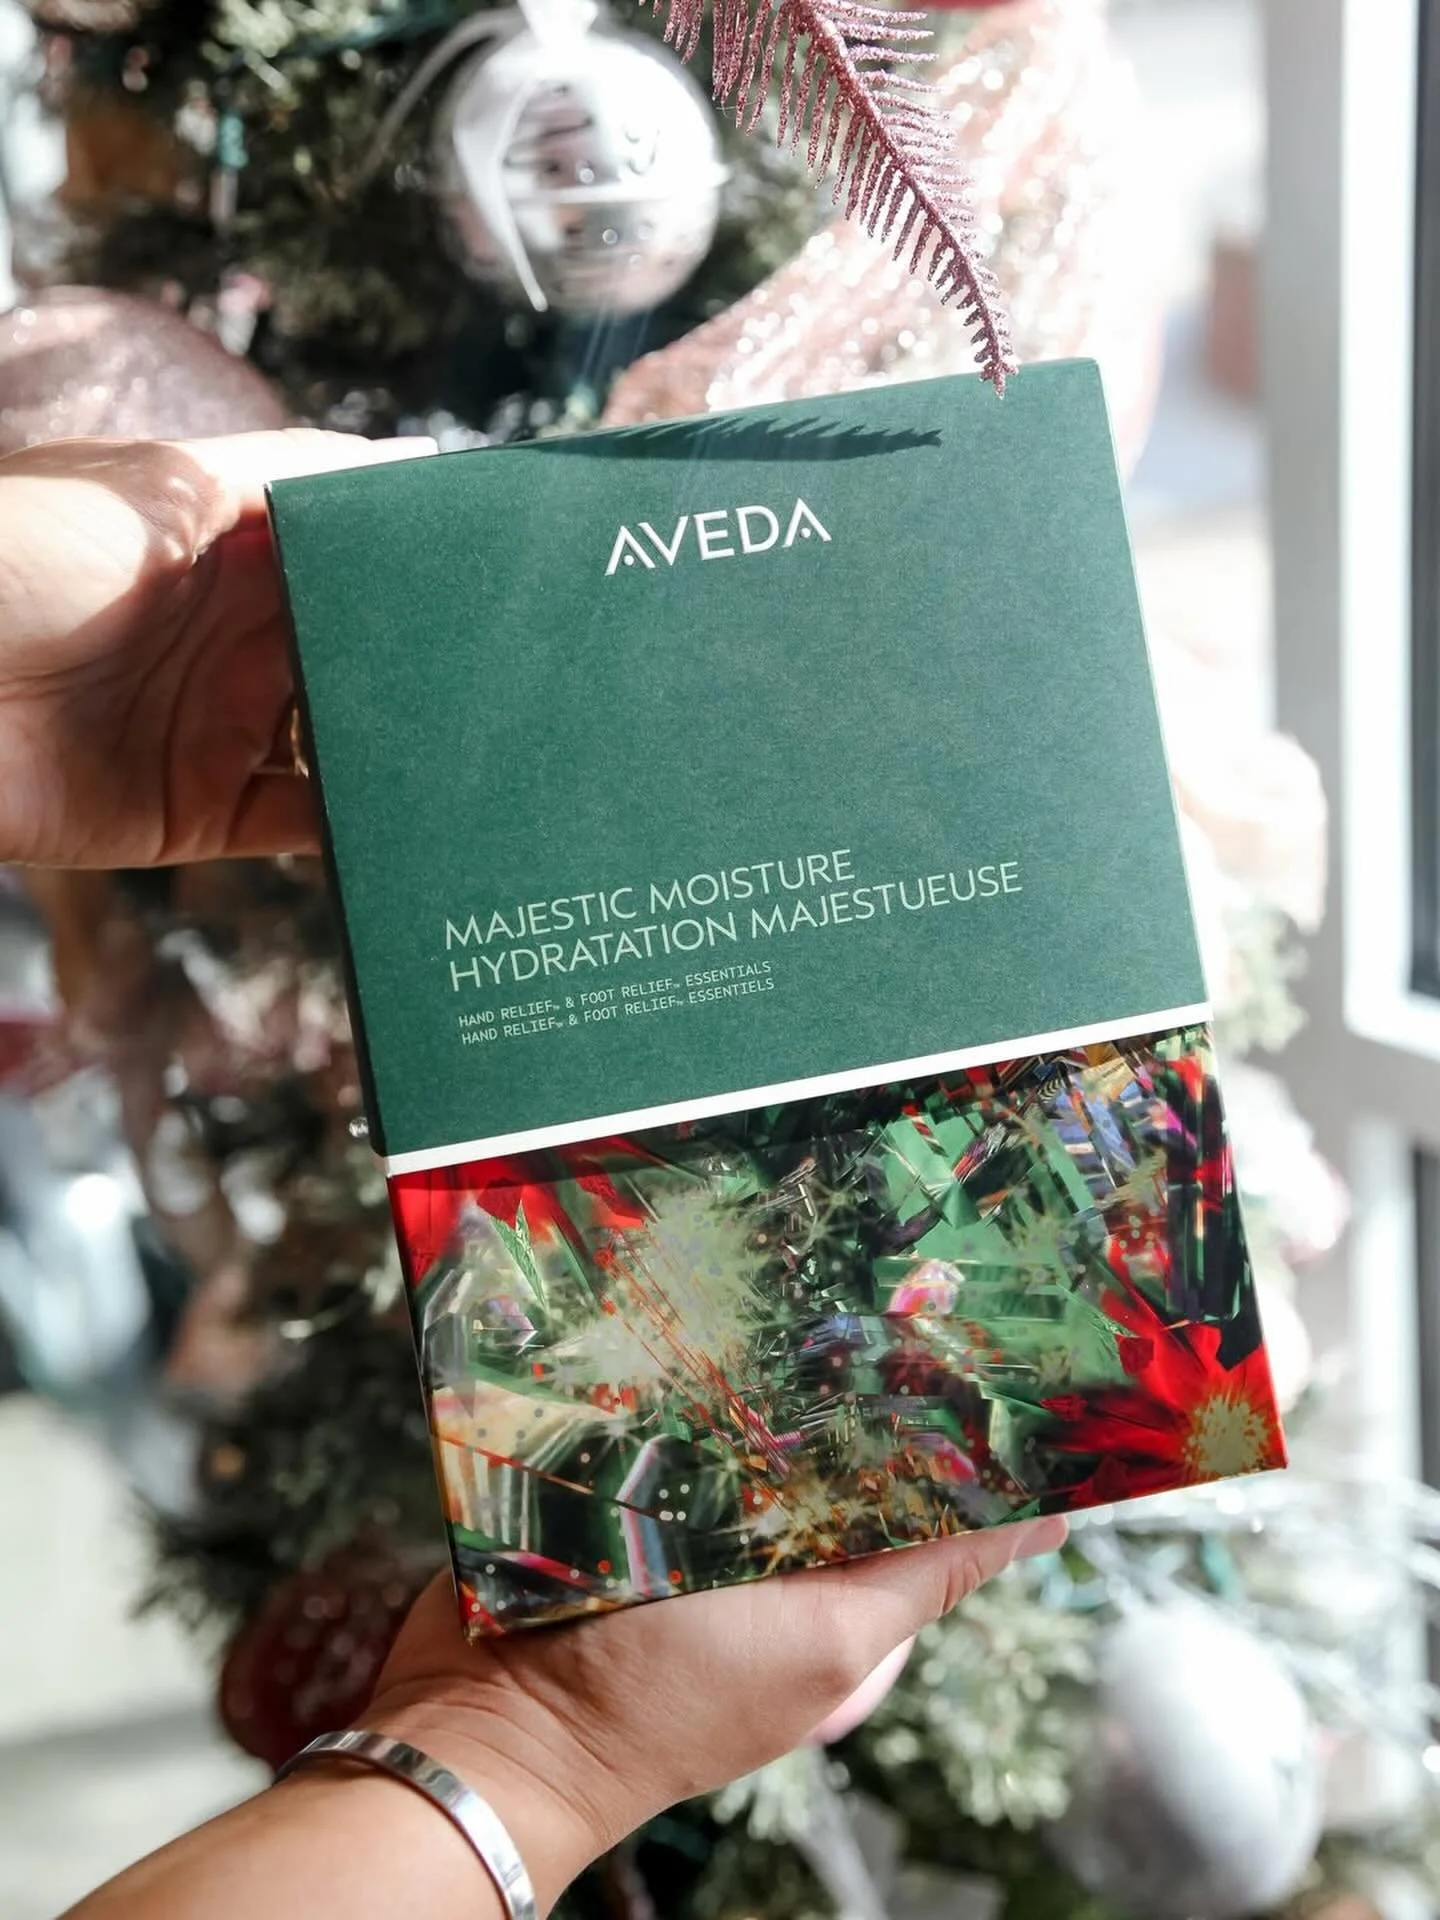 AVEDA
MAJESTIC MOISTURE
HYDRATATION MAJESTUEUSE
HAND RELIEF™ & FOOT RELIEF™ ESSENTIALS
HAND RELIEF™ & FOOT RELIEF™ ESSENTIELS